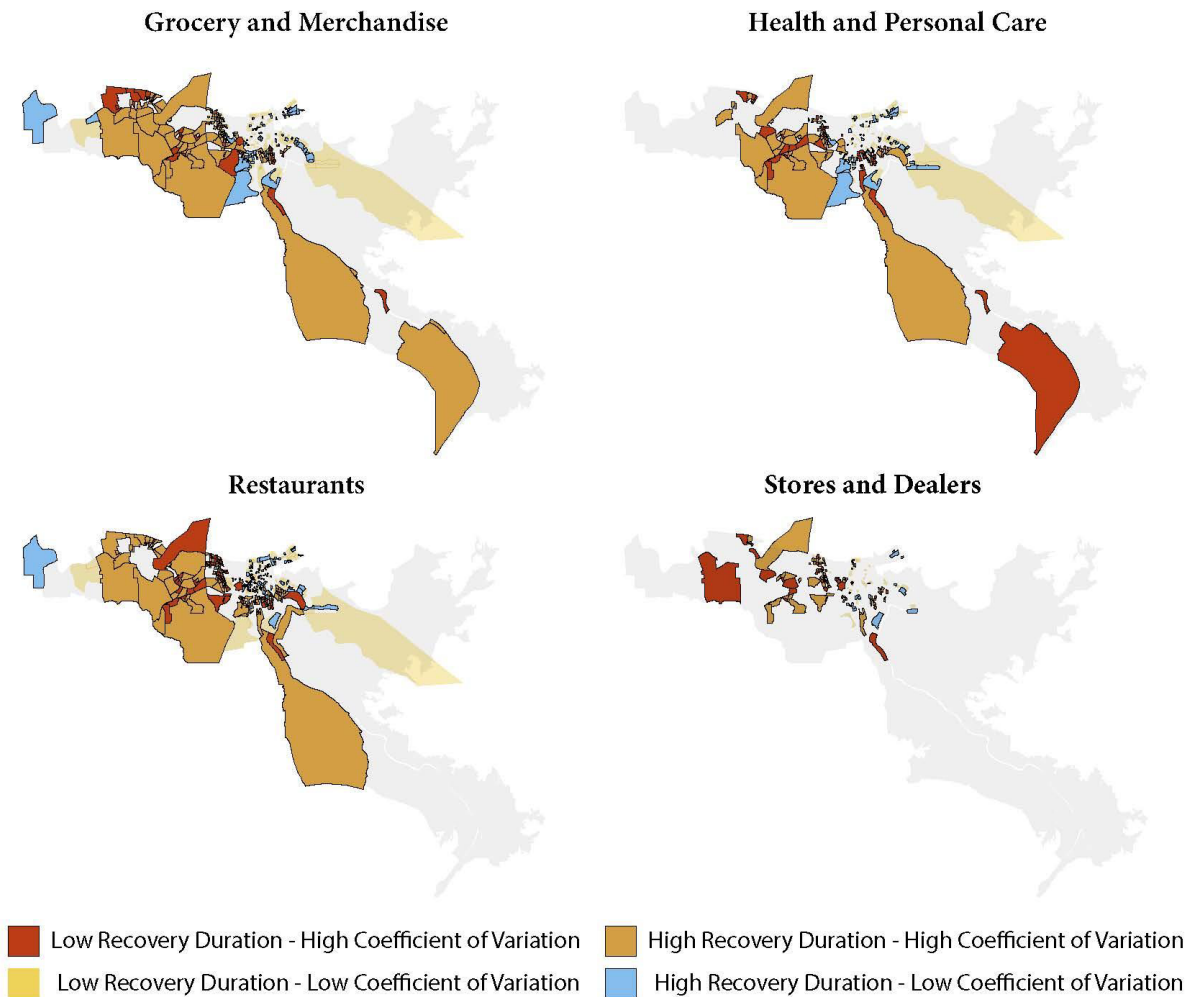 Grocery and Merchandise
Health and Personal Care
Restaurants
Stores and Dealers
Low Recovery Duration - High Coefficient of Variation
High Recovery Duration - High Coefficient of Variation
Low Recovery Duration - Low Coefficient of Variation
High Recovery Duration - Low Coefficient of Variation